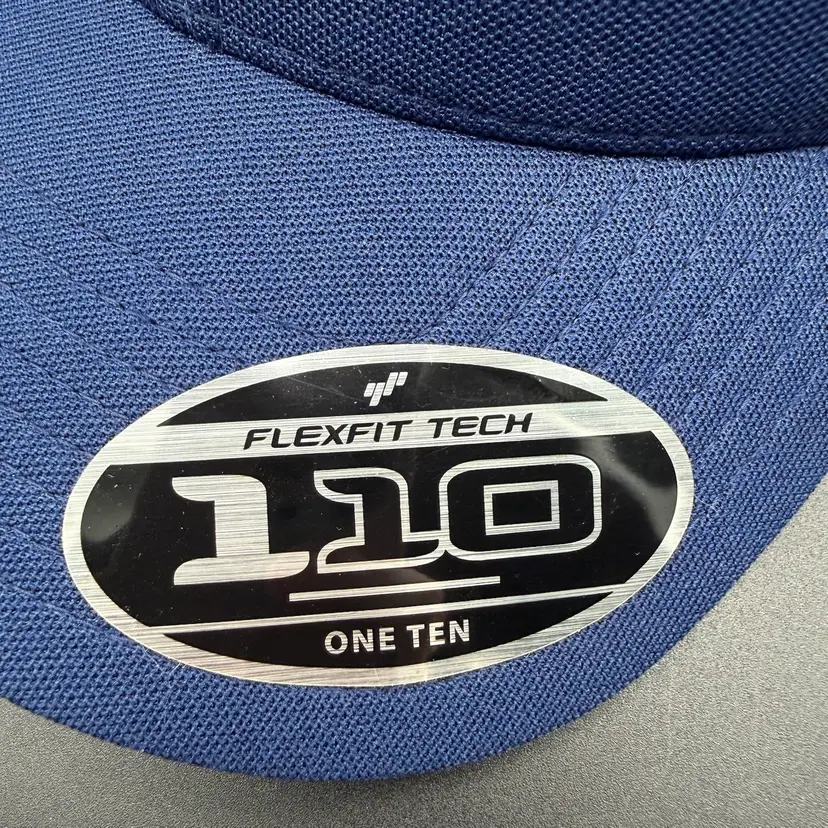 FLEXFIT TECH
110
ONE TEN